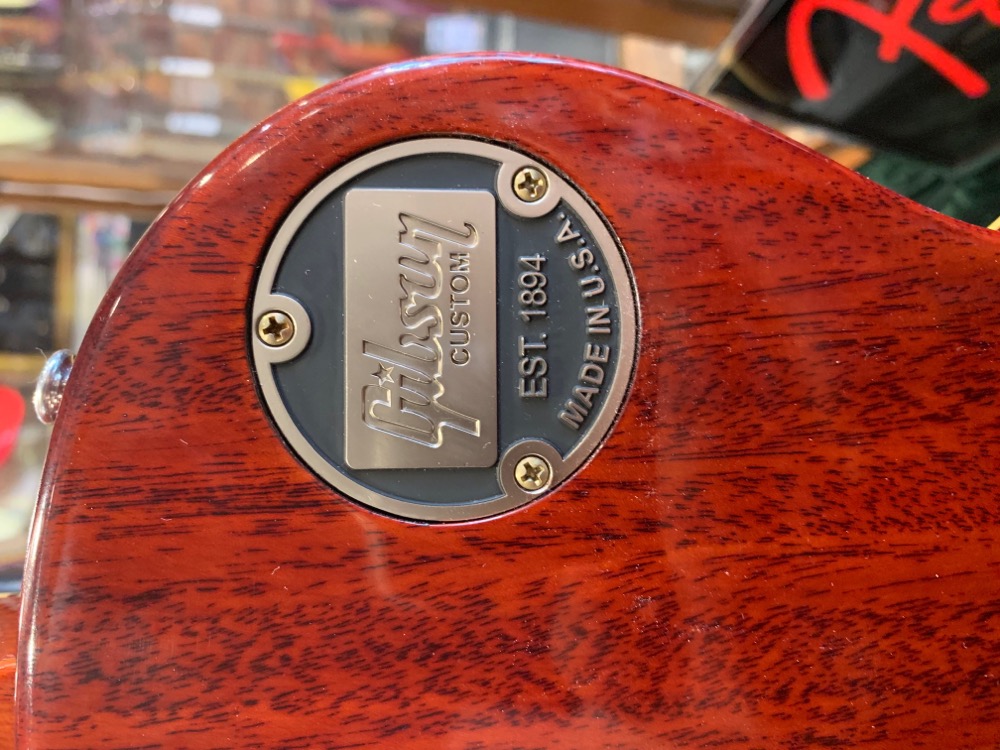 Gibson
CUSTOM
EST. 1894
MADE IN U.S.A.